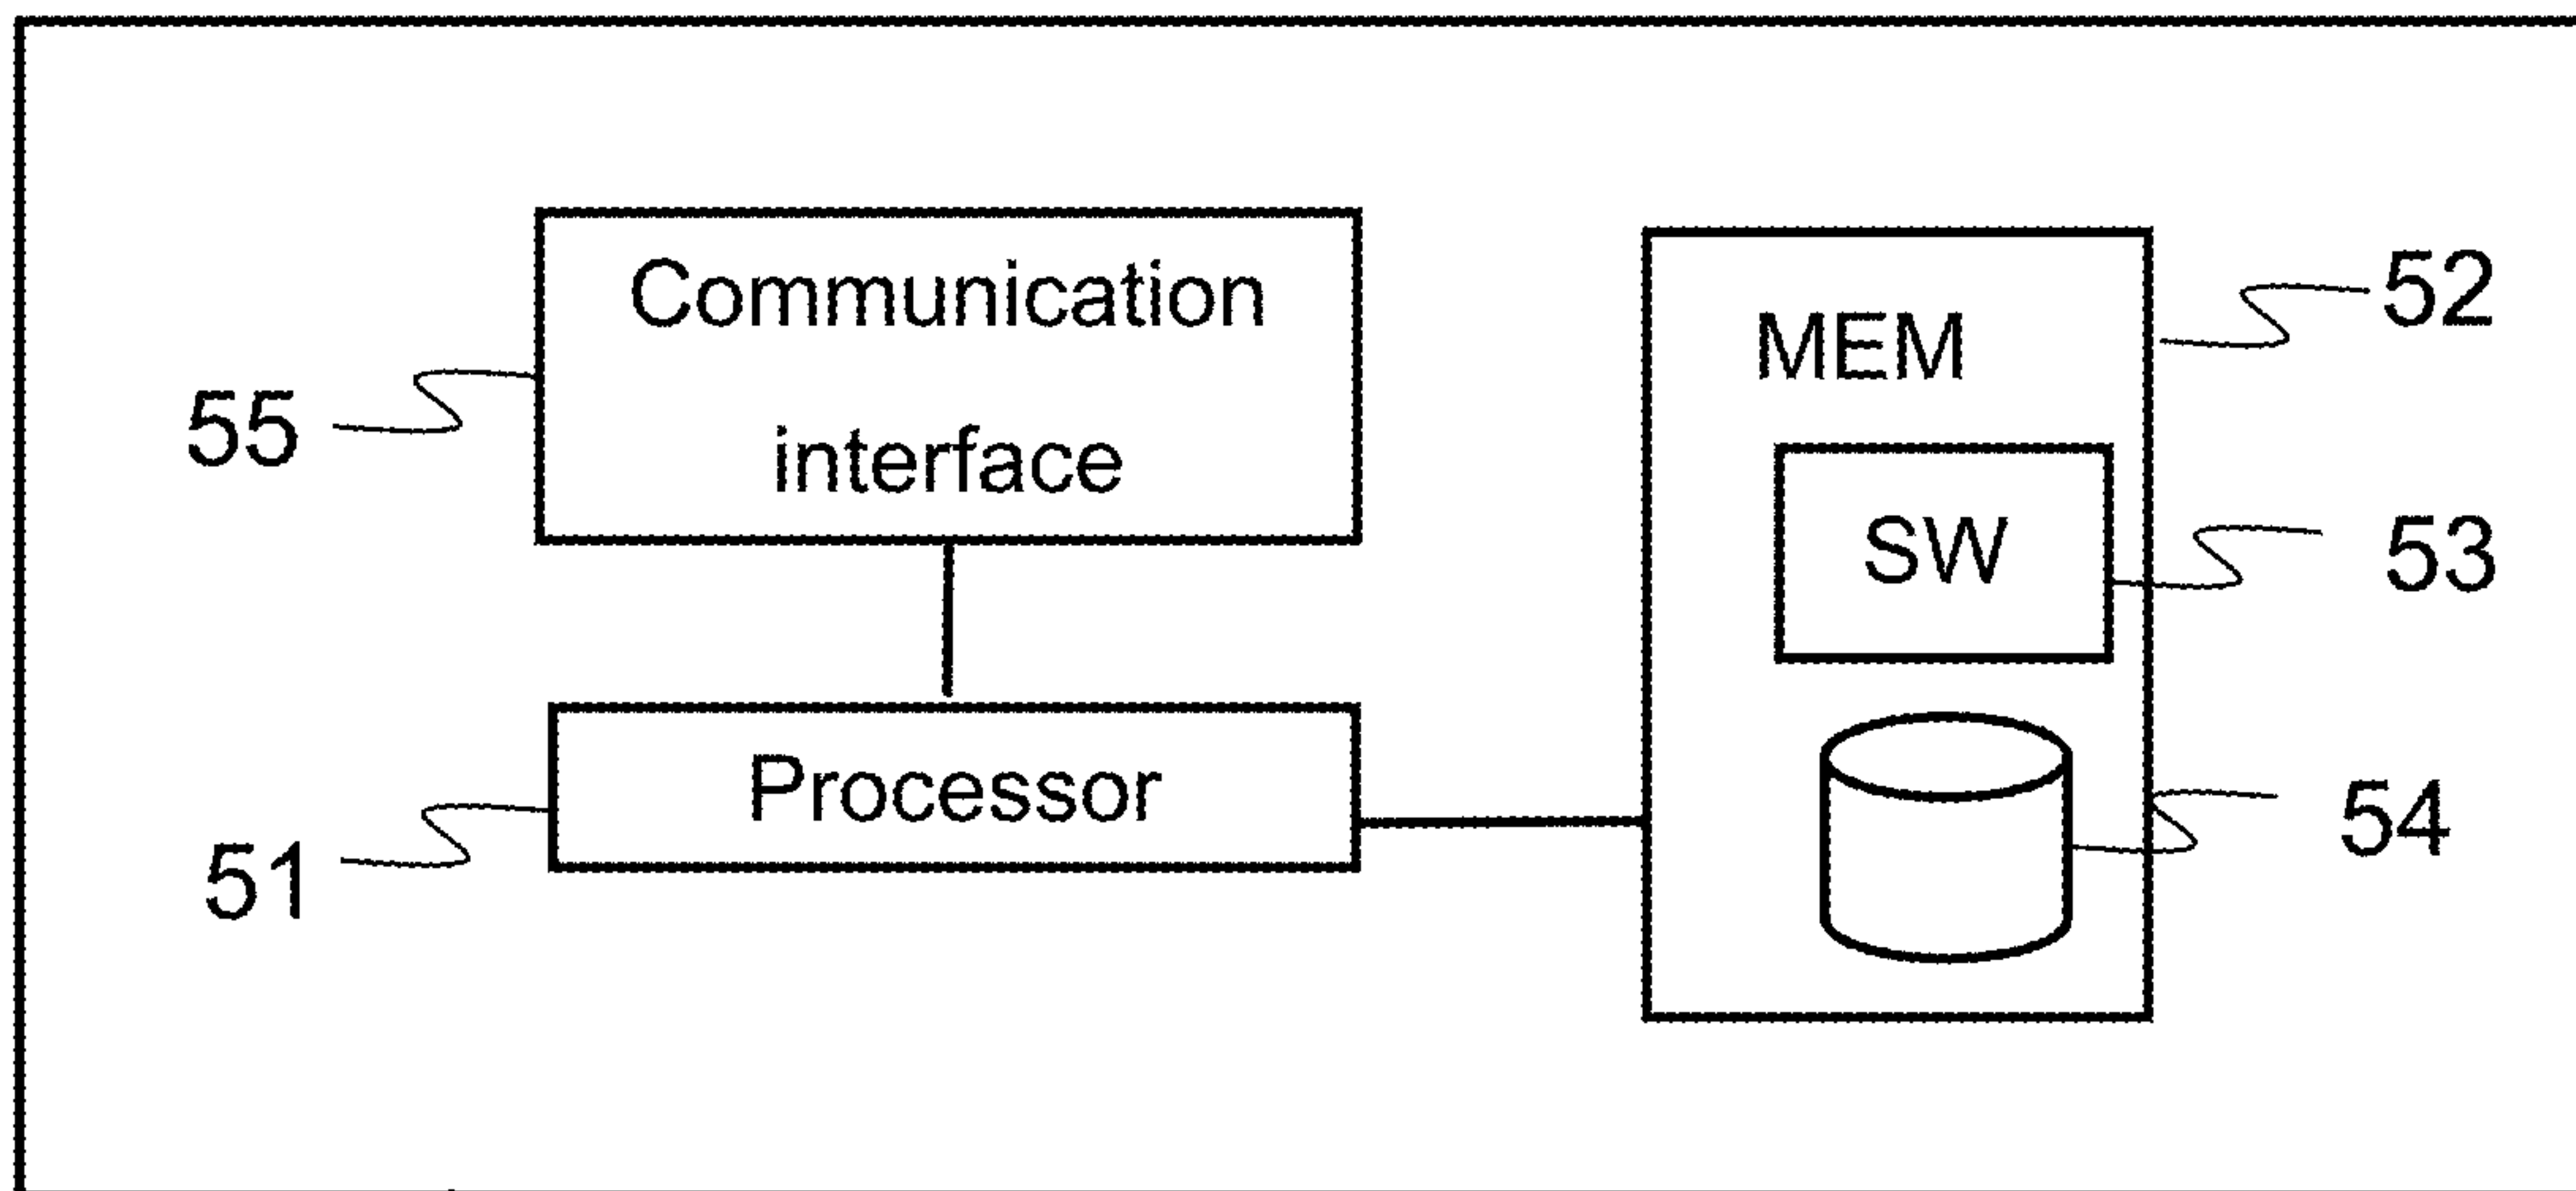 Communication
interface
55
MEM
52
SW
53
Processor
51
54